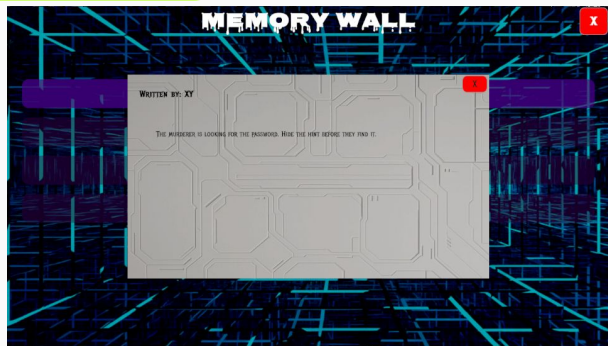 MEMORY WALL
X
X
WRITTEN BY: XY
THE MURDERER IS LOOKING FOR THE PASSWORD. HIDE THE HINT BEFORE THEY FIND IT.